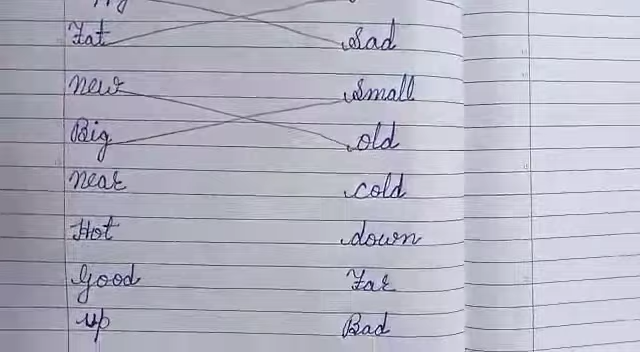 Fat Sad
New Small
Big old
Near cold
Hot down
Good Far
up Bad